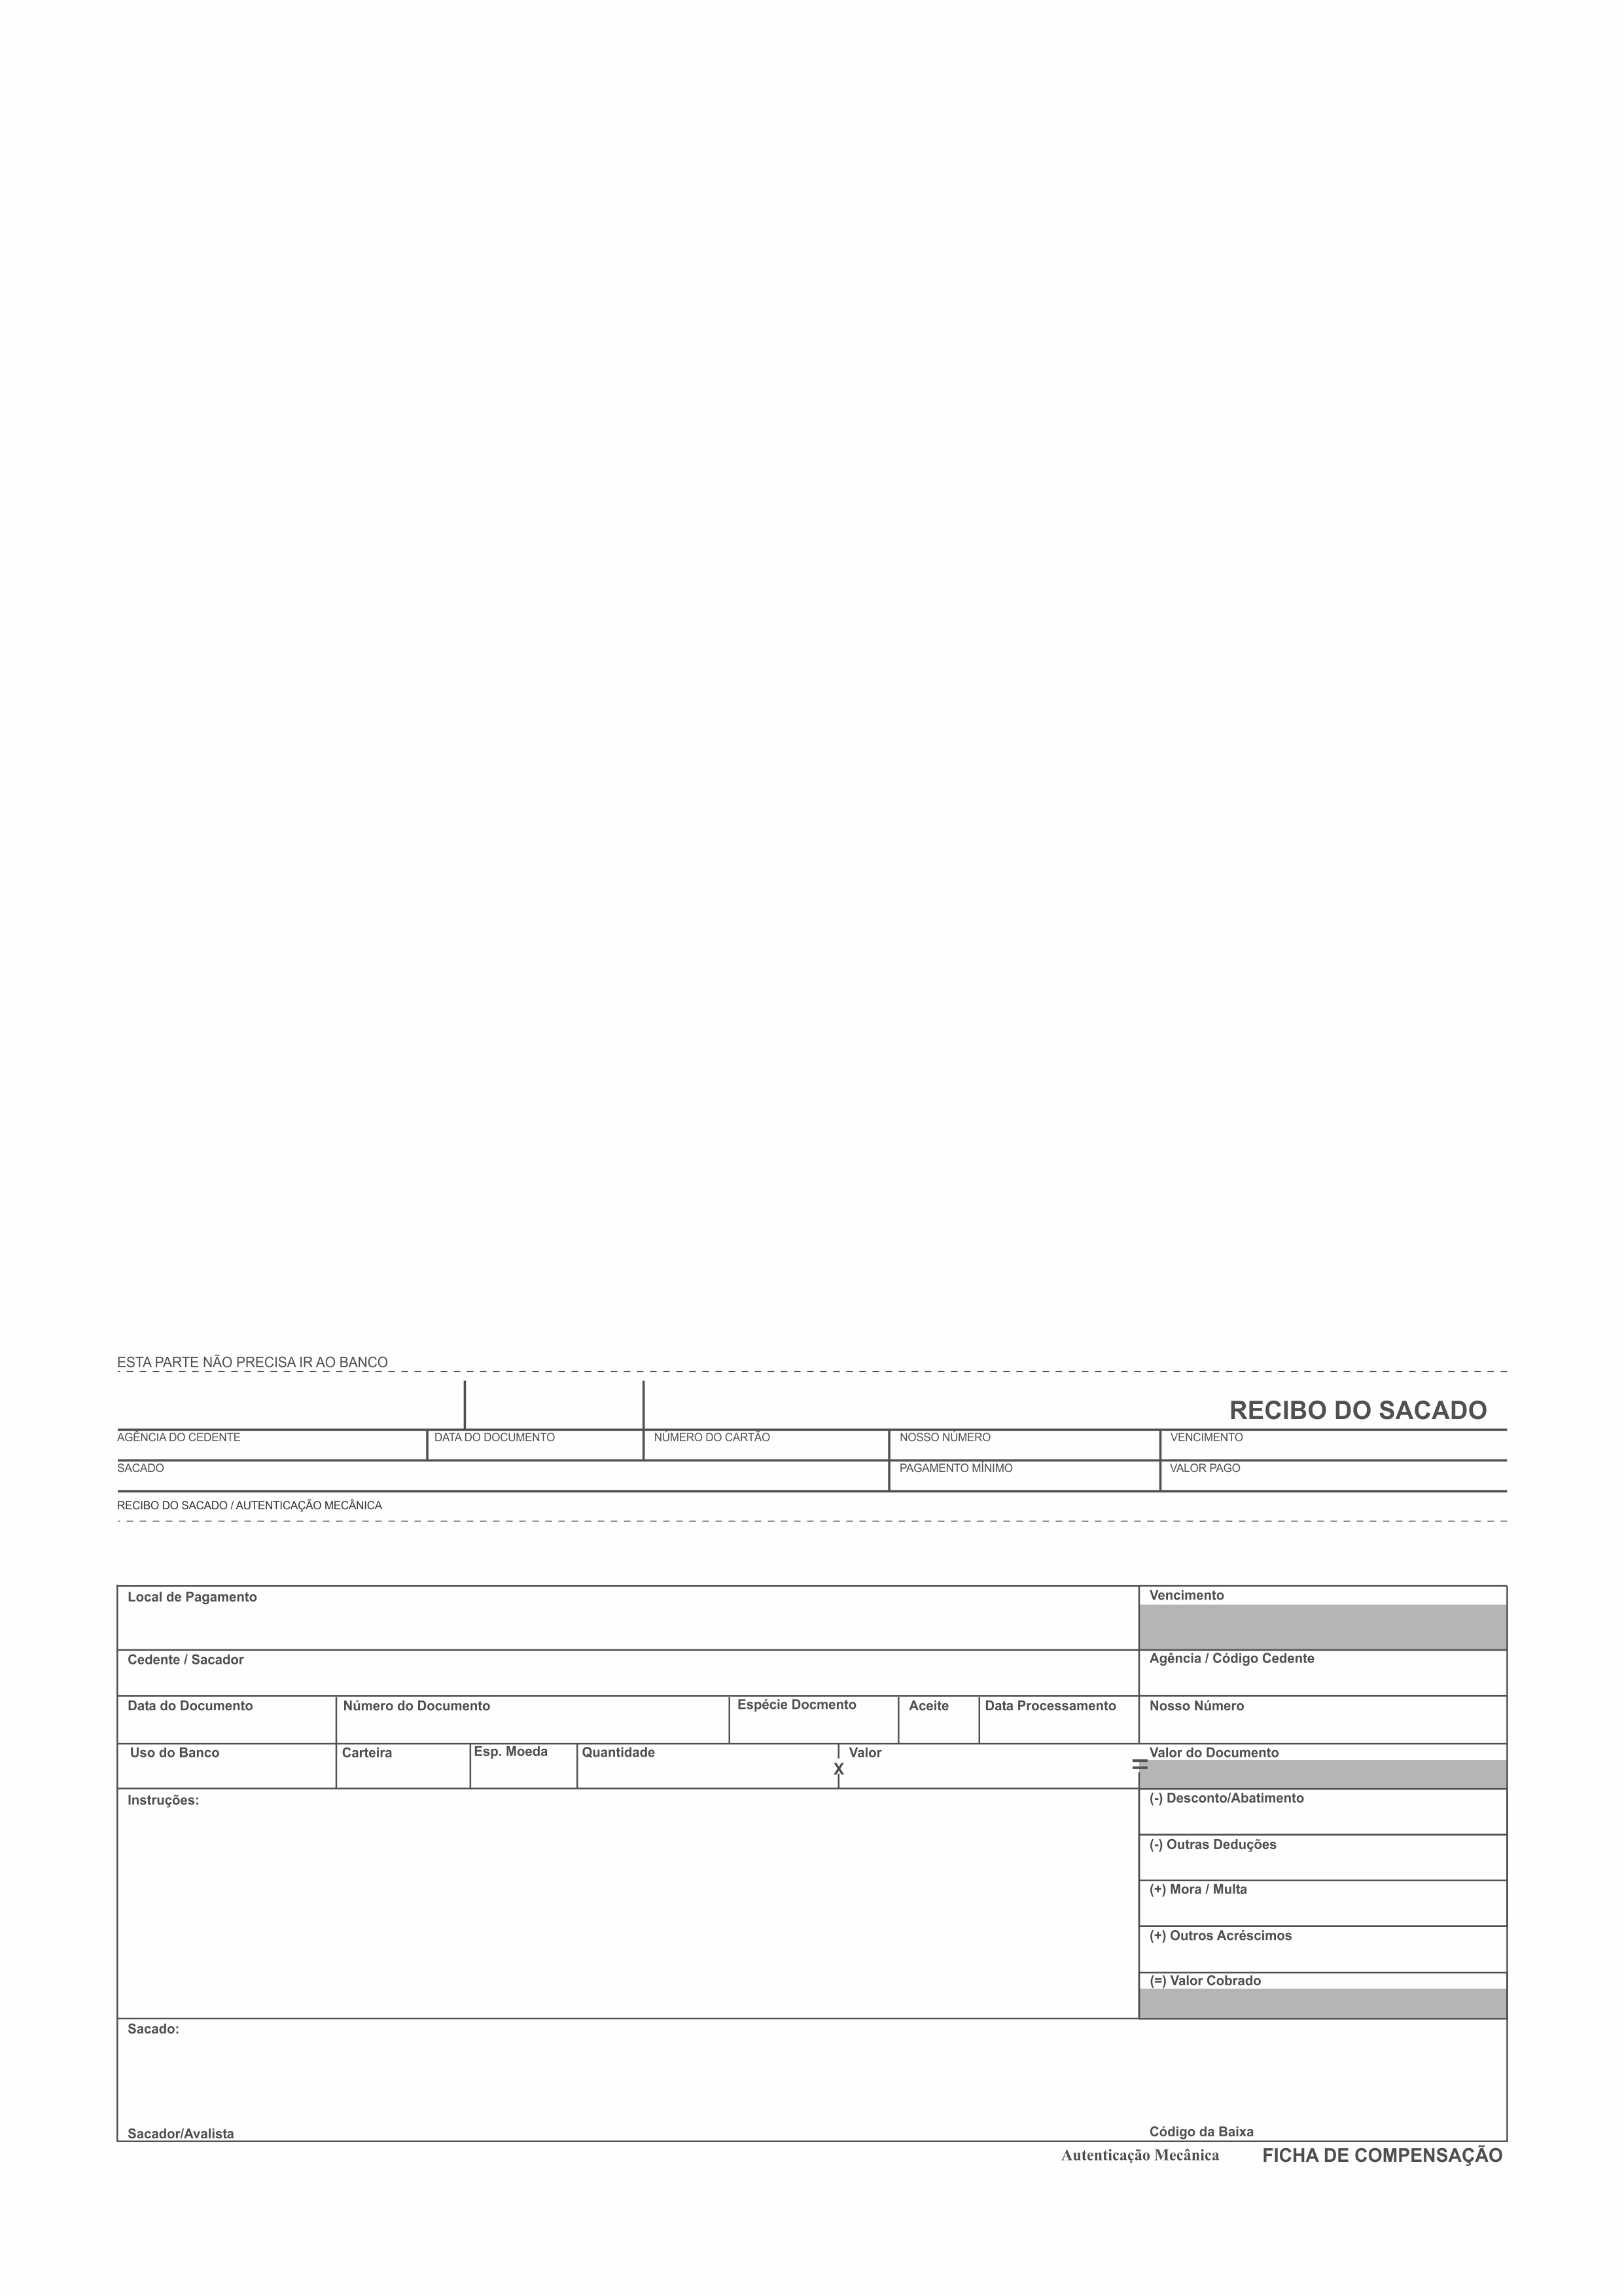 ESTA PARTE NÃO PRECISA IR AO BANCO
RECIBO DO SACADO
AGÊNCIA DO CEDENTE DATA DO DOCUMENTO NÚMERO DO CARTÃO NOSSO NÚMERO VENCIMENTO
SACADO PAGAMENTO MÍNIMO VALOR PAGO
RECIBO DO SACADO / AUTENTICAÇÃO MECÂNICA
Local de Pagamento Vencimento
Cedente / Sacador Agência / Código Cedente
Data do Documento Número do Documento Espécie Docmento Aceite Data Processamento Nosso Número
Uso do Banco Carteira Esp. Moeda Quantidade X Valor = Valor do Documento
Instruções: (-) Desconto/Abatimento
(-) Outras Deduções
(+) Mora / Multa
(+) Outros Acréscimos
(=) Valor Cobrado
Sacado:
Sacador/Avalista Código da Baixa
Autenticação Mecânica FICHA DE COMPENSAÇÃO